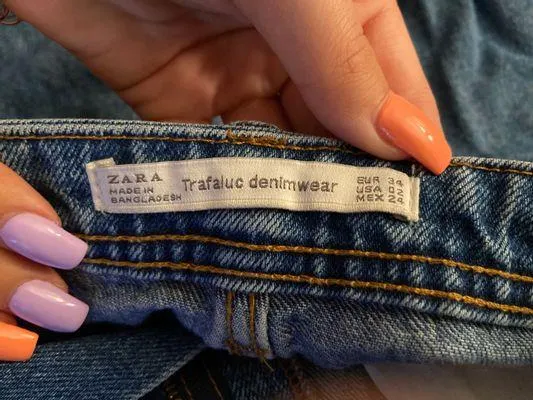 ZARA
MADE IN
BANGLADESH
Trafaluc denimwear
EUR 34
USA 02
MEX 24